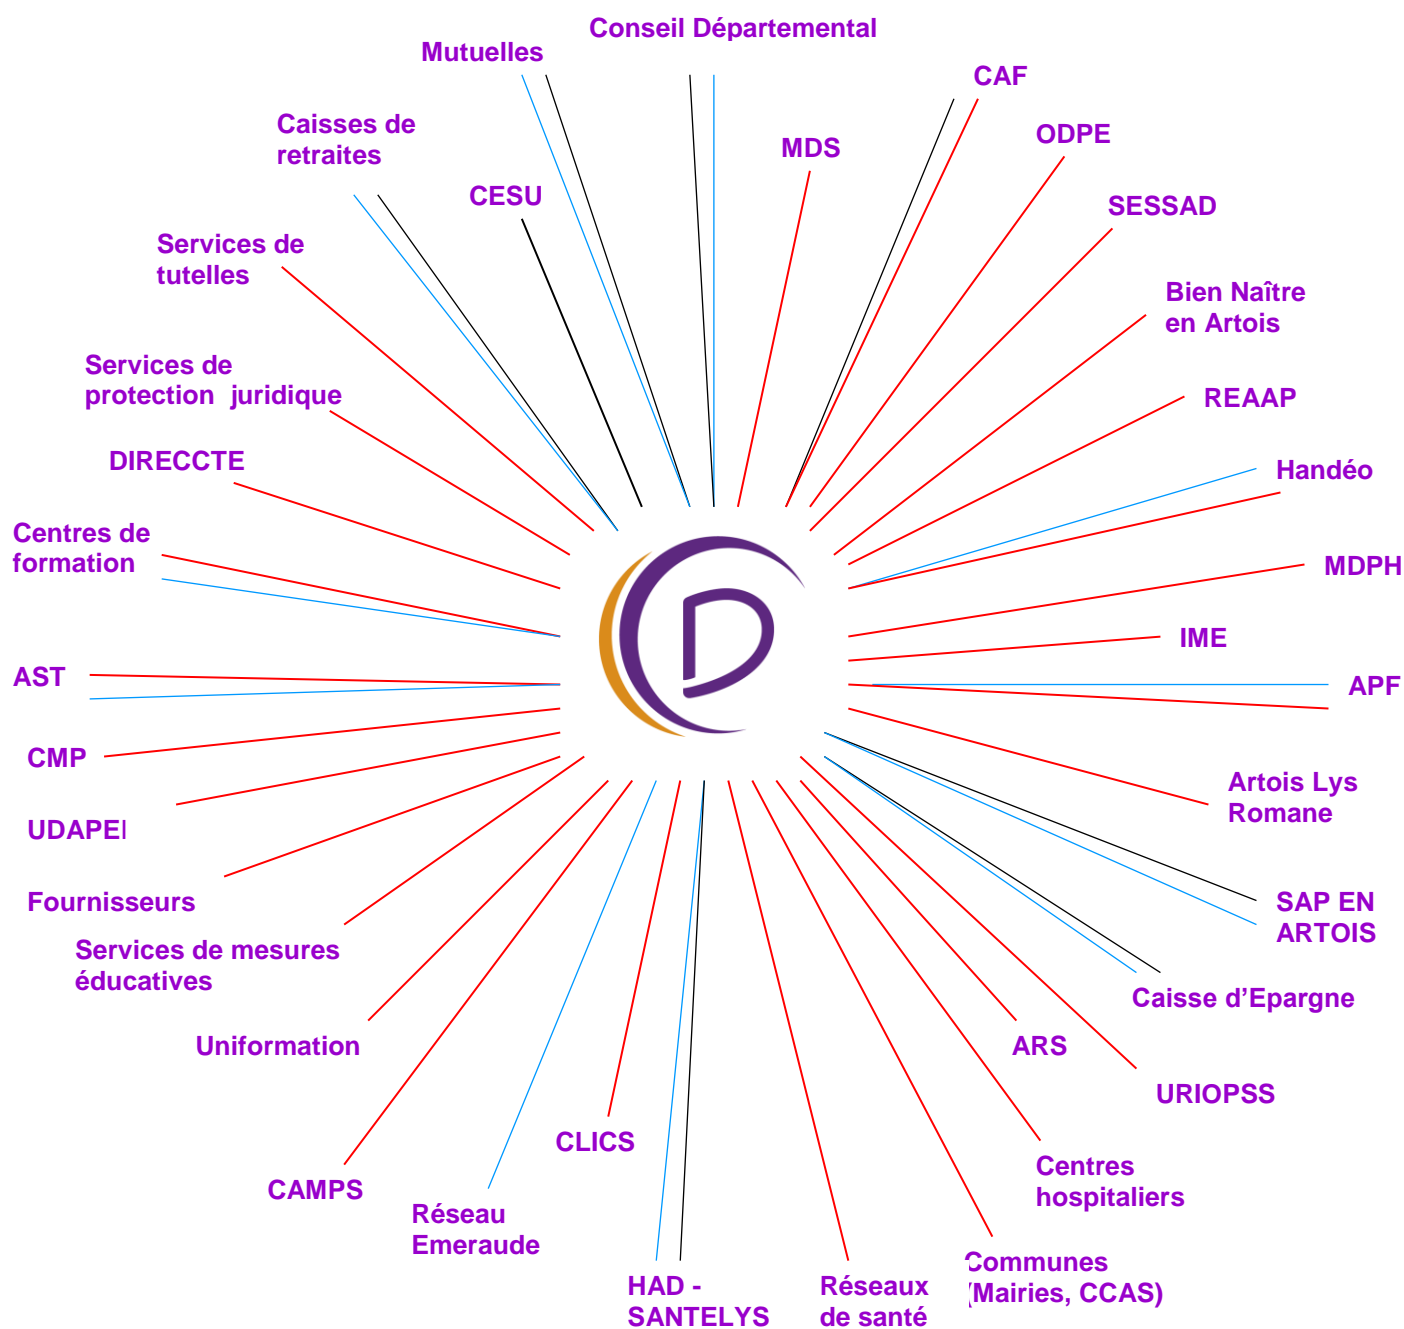 Conseil Départemental
Mutuelles
CAF
Caisses de
retraites
MDS
ODPE
CESU
SESSAD
Services de
tutelles
Bien Naître
en Artois
Services de
protection juridique
REAAP
DIRECCTE
Handéo
Centres de
formation
MDPH
IME
D
AST
APF
CMP
Artois Lys
Romane
UDAPEI
Fournisseurs
SAP EN
ARTOIS
Services de mesures
éducatives
Caisse d’Epargne
Uniformation
ARS
URIOPSS
CLICS
CAMPS
Centres
hospitaliers
Réseau
Emeraude
Communes
(Mairies, CCAS)
HAD -
SANTELYS
Réseaux
de santé